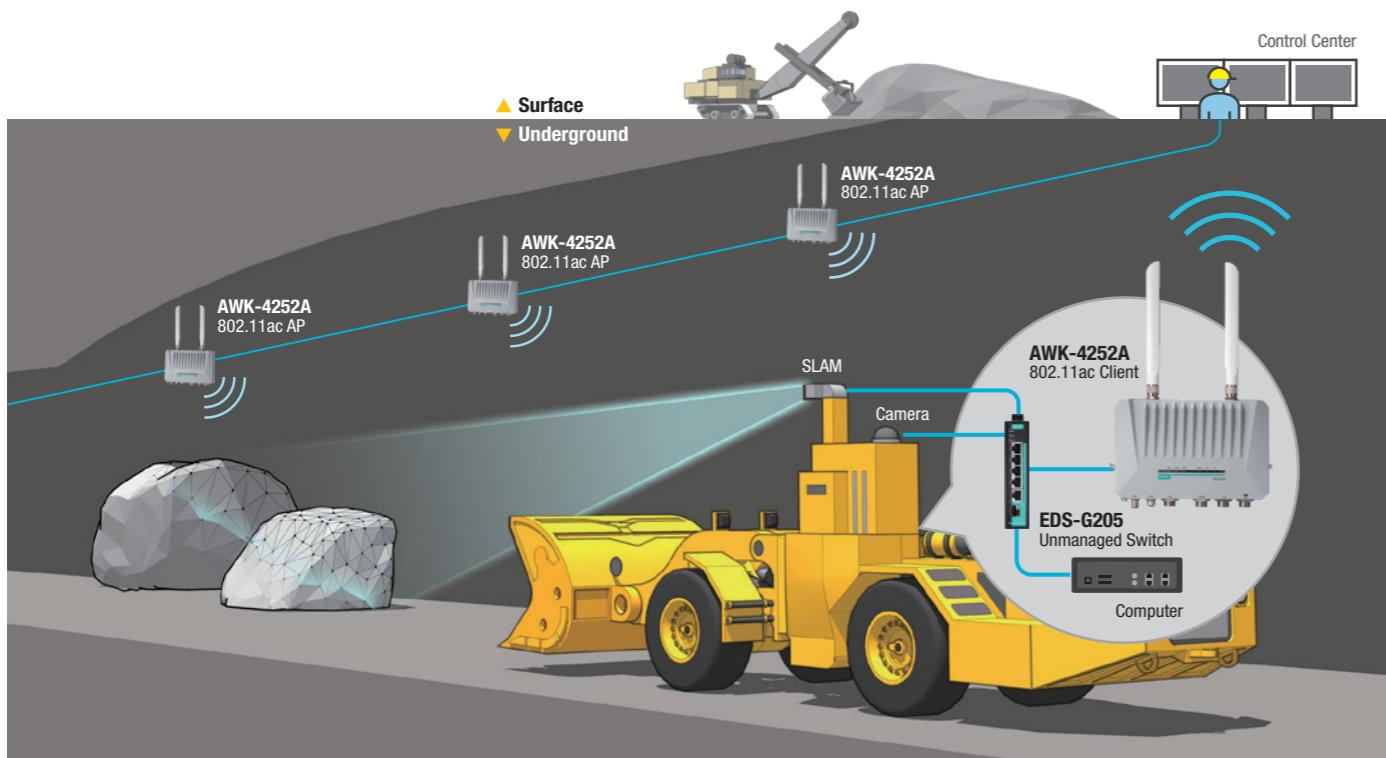 Control Center
Surface
Underground
AWK-4252A
802.11ac AP
AWK-4252A
802.11ac AP
AWK-4252A
802.11ac AP
SLAM
Camera
AWK-4252A
802.11ac Client
EDS-G205
Unmanaged Switch
Computer